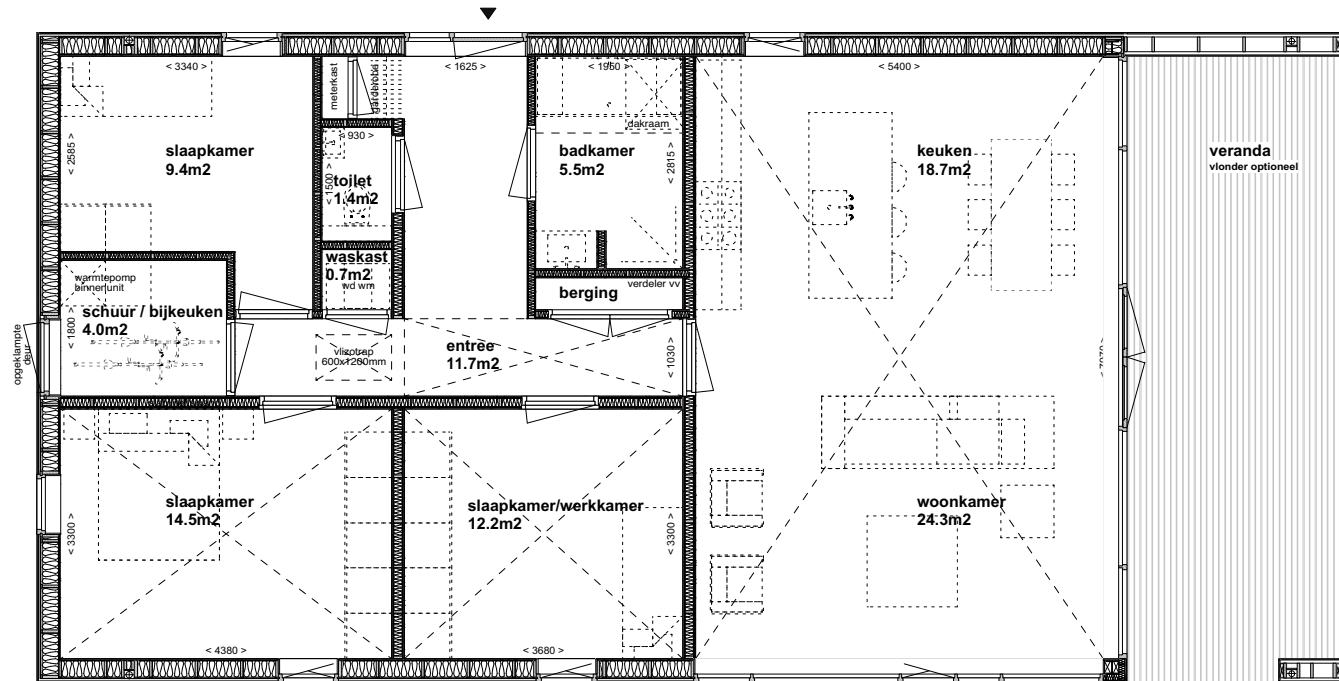 < 3340 >
meterkast
garderobe
< 1625 >
< 1950 >
< 5400 >
< 930 >
dakraam
< 2585 >
slaapkamer
9.4m2
< 1500 >
toilet
1.4m2
badkamer
5.5m2
< 2815 >
keuken
18.7m2
veranda
vlonder optioneel
waskast
0.7m2
wd wm
warmtepomp
binnenunit
berging
verdeler vv
schuur / bijkeuken
4.0m2
< 1800 >
opgeklampte
deur
vlizotrap
600x1200mm
entree
11.7m2
< 1030 >
< 7070 >
slaapkamer
14.5m2
< 3300 >
slaapkamer/werkkamer
12.2m2
< 3300 >
woonkamer
24.3m2
< 4380 >
< 3680 >